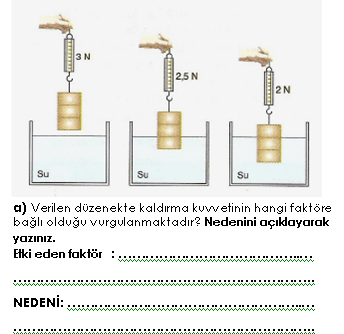 3 N
2,5 N
2 N
Su
Su
Su
a) Verilen düzenekte kaldırma kuvvetinin hangi faktöre
bağlı olduğu vurgulanmaktadır? Nedenini açıklayarak
yazınız.
Etki eden faktör : ..........................................
................................................................
NEDENİ: .....................................................
................................................................